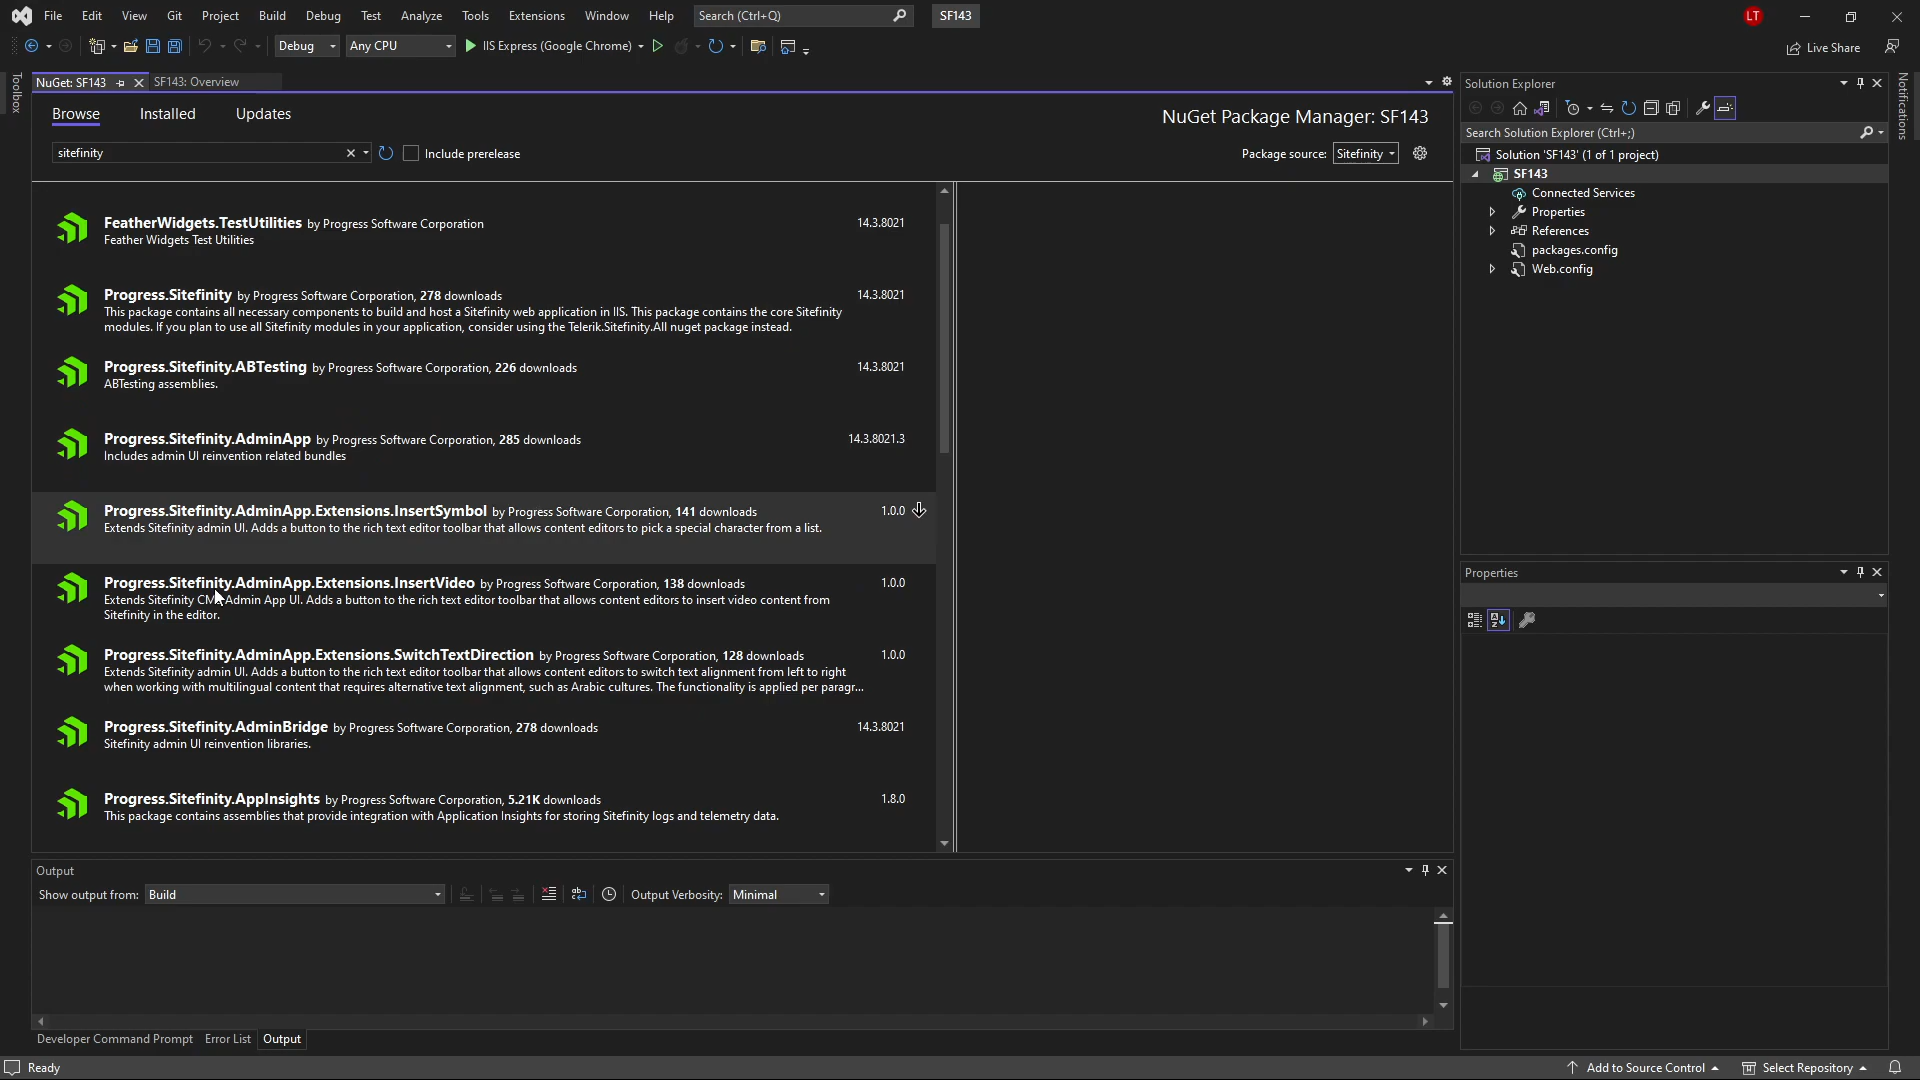 File Edit View Git Project Build Debug Test Analyze Tools Extensions Window Help Search (Ctrl+Q) SF143 LT
Debug Any CPU IIS Express (Google Chrome) Live Share
Toolbox
NuGet: SF143 SF143: Overview
Browse Installed Updates NuGet Package Manager: SF143
sitefinity Include prerelease Package source: Sitefinity
FeatherWidgets.TestUtilities by Progress Software Corporation 14.3.8021
Feather Widgets Test Utilities
Progress.Sitefinity by Progress Software Corporation, 278 downloads 14.3.8021
This package contains all necessary components to build and host a Sitefinity web application in IIS. This package contains the core Sitefinity
modules. If you plan to use all Sitefinity modules in your application, consider using the Telerik.Sitefinity.All nuget package instead.
Progress.Sitefinity.ABTesting by Progress Software Corporation, 226 downloads 14.3.8021
ABTesting assemblies.
Progress.Sitefinity.AdminApp by Progress Software Corporation, 285 downloads 14.3.8021.3
Includes admin UI reinvention related bundles
Progress.Sitefinity.AdminApp.Extensions.InsertSymbol by Progress Software Corporation, 141 downloads 1.0.0
Extends Sitefinity admin UI. Adds a button to the rich text editor toolbar that allows content editors to pick a special character from a list.
Progress.Sitefinity.AdminApp.Extensions.InsertVideo by Progress Software Corporation, 138 downloads 1.0.0
Extends Sitefinity CMS Admin App UI. Adds a button to the rich text editor toolbar that allows content editors to insert video content from
Sitefinity in the editor.
Progress.Sitefinity.AdminApp.Extensions.SwitchTextDirection by Progress Software Corporation, 128 downloads 1.0.0
Extends Sitefinity admin UI. Adds a button to the rich text editor toolbar that allows content editors to switch text alignment from left to right
when working with multilingual content that requires alternative text alignment, such as Arabic cultures. The functionality is applied per paragr...
Progress.Sitefinity.AdminBridge by Progress Software Corporation, 278 downloads 14.3.8021
Sitefinity admin UI reinvention libraries.
Progress.Sitefinity.AppInsights by Progress Software Corporation, 5.21K downloads 1.8.0
This package contains assemblies that provide integration with Application Insights for storing Sitefinity logs and telemetry data.
Output
Show output from: Build Output Verbosity: Minimal
Developer Command Prompt Error List Output
Solution Explorer
Search Solution Explorer (Ctrl+;)
Solution 'SF143' (1 of 1 project)
SF143
Connected Services
Properties
References
packages.config
Web.config
Properties
Notifications
Ready Add to Source Control Select Repository